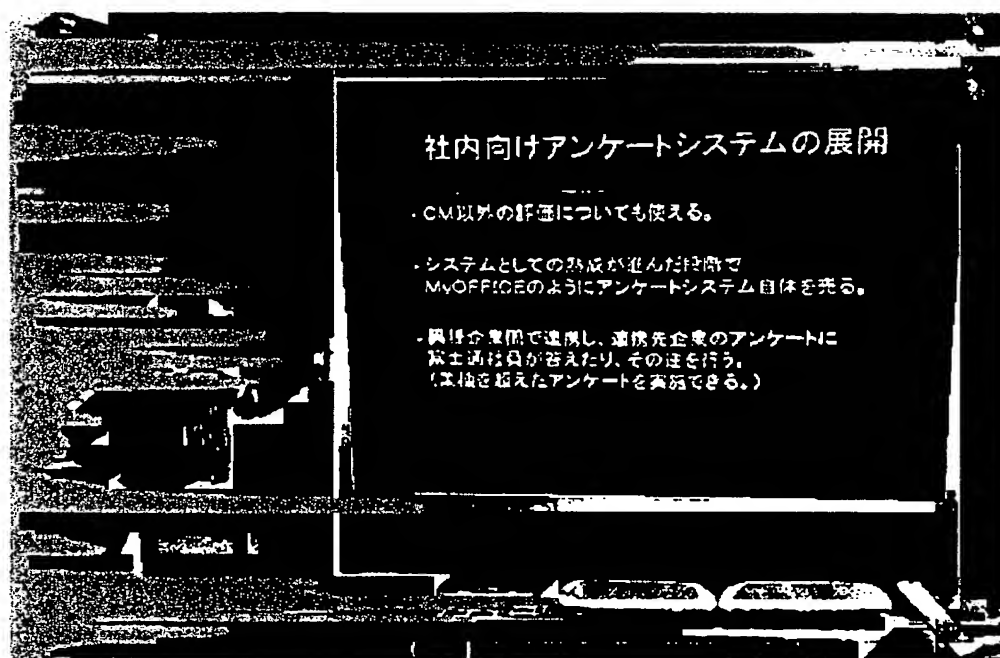 社内向けアンケートシステムの展開
・CM以外の評価についても使える。
・システムとしての熟成が進んだ段階で
MyOFFICEのようにアンケートシステム自体を売る。
・異種企業間で連携し、連携先企業のアンケートに
富士通社員が答えたり、その逆を行う。
(業種を超えたアンケートを実施できる。)